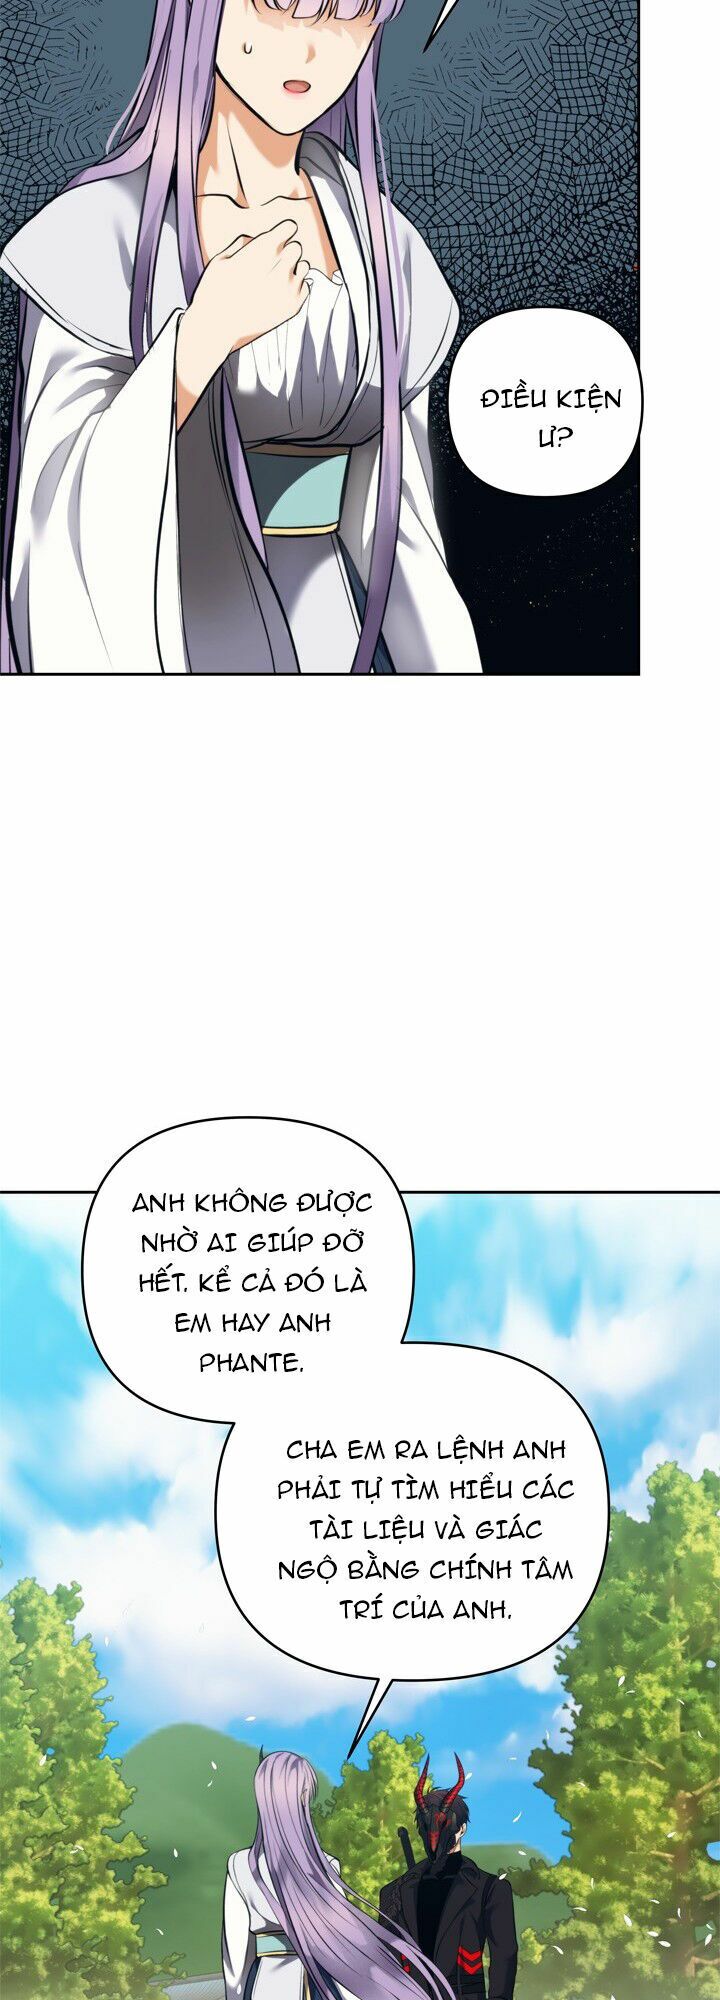 ĐIỀU KIỆN
Ư?
ANH KHÔNG ĐƯỢC
NHỜ AI GIÚP ĐỠ
HẾT. KỂ CẢ ĐÓ LÀ
EM HAY ANH
PHANTE.
CHA EM RA LỆNH ANH
PHẢI TỰ TÌM HIỂU CÁC
TÀI LIỆU VÀ GIÁC
NGỘ BẰNG CHÍNH TÂM
TRÍ CỦA ANH.